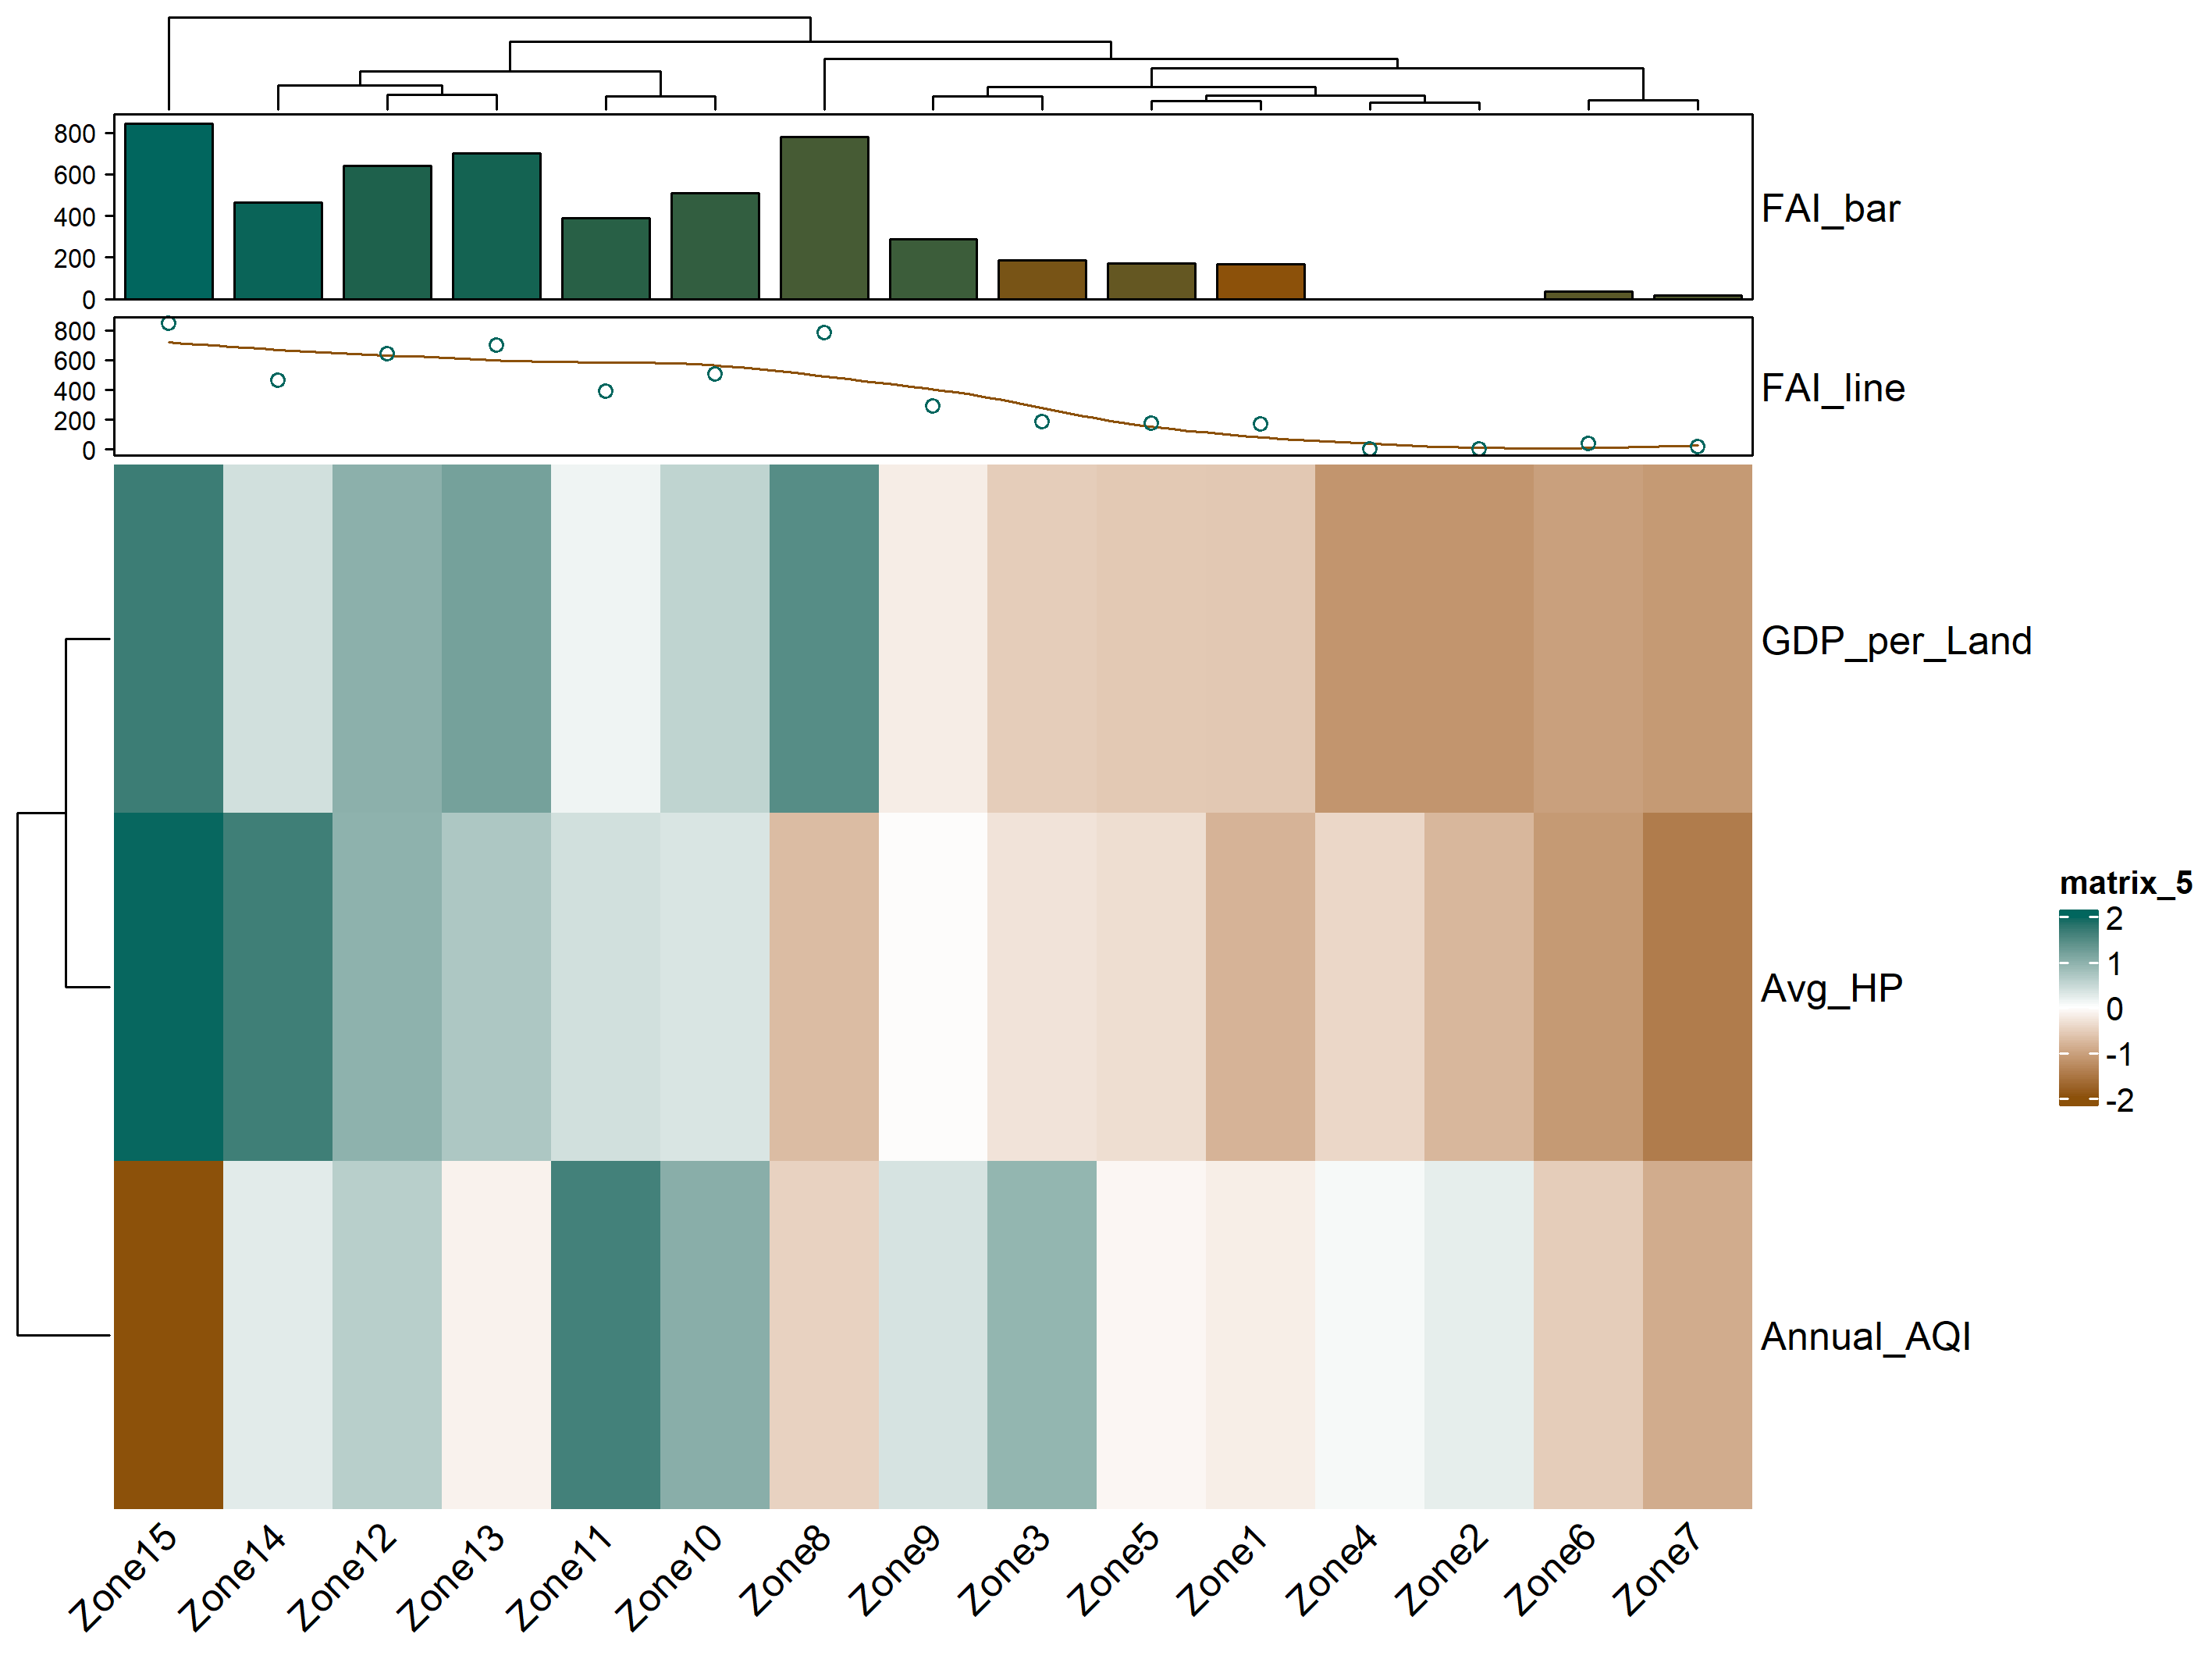 800
600
400
200
0
FAI_bar
800
600
400
200
0
FAI_line
GDP_per_Land
Avg_HP
Annual_AQI
matrix_5
2
1
0
-1
-2
Zone15 Zone14 Zone12 Zone13 Zone11 Zone10 Zone8 Zone9 Zone3 Zone5 Zone1 Zone4 Zone2 Zone6 Zone7